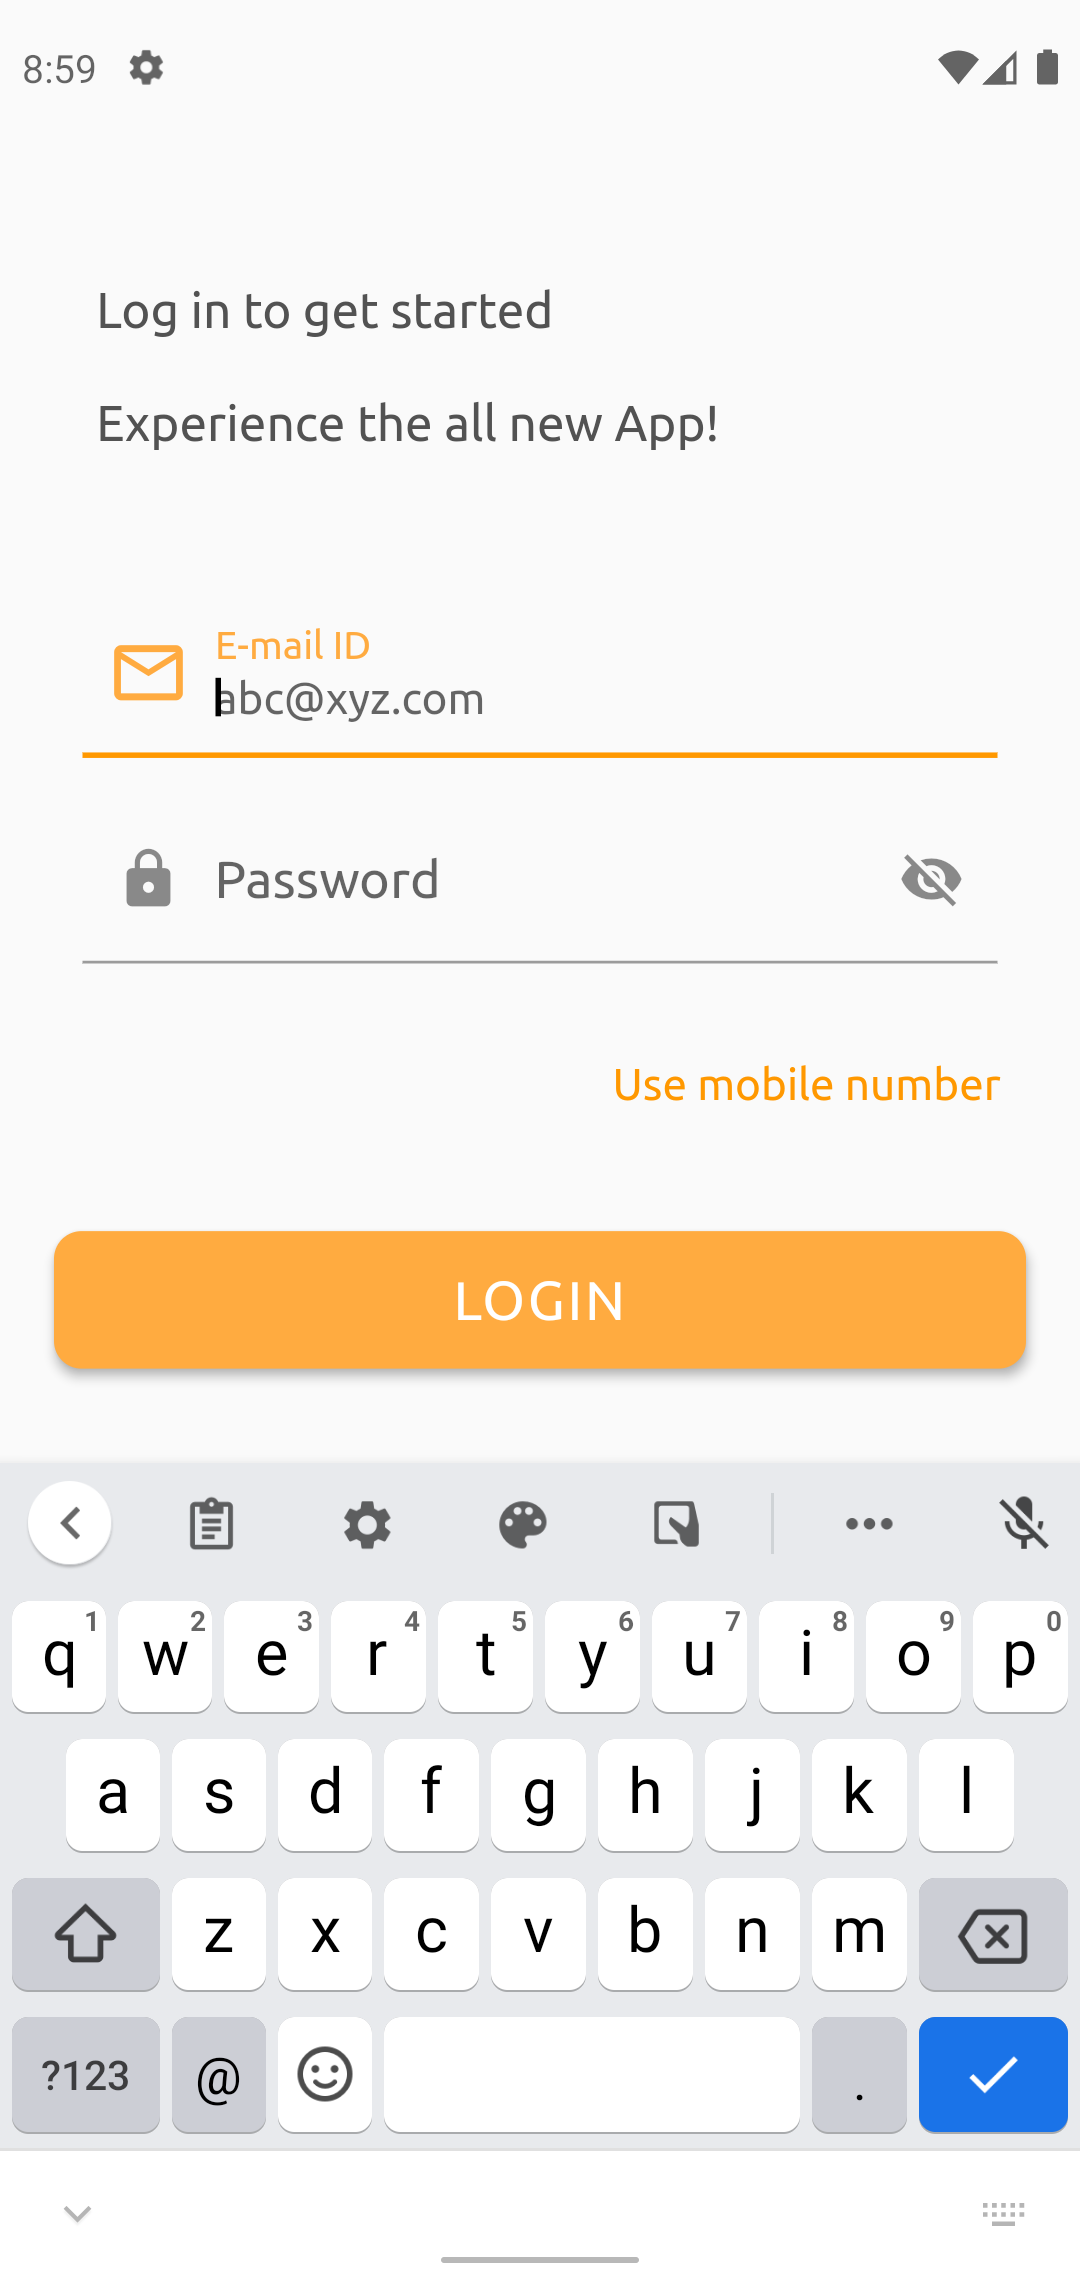 8:59
Log in to get started
Experience the all new App!
E-mail ID
abc@xyz.com
Password
Use mobile number
LOGIN
q 1 w 2 e 3 r 4 t 5 y 6 u 7 i 8 o 9 p 0
a s d f g h j k l
z x c v b n m
?123 @ .